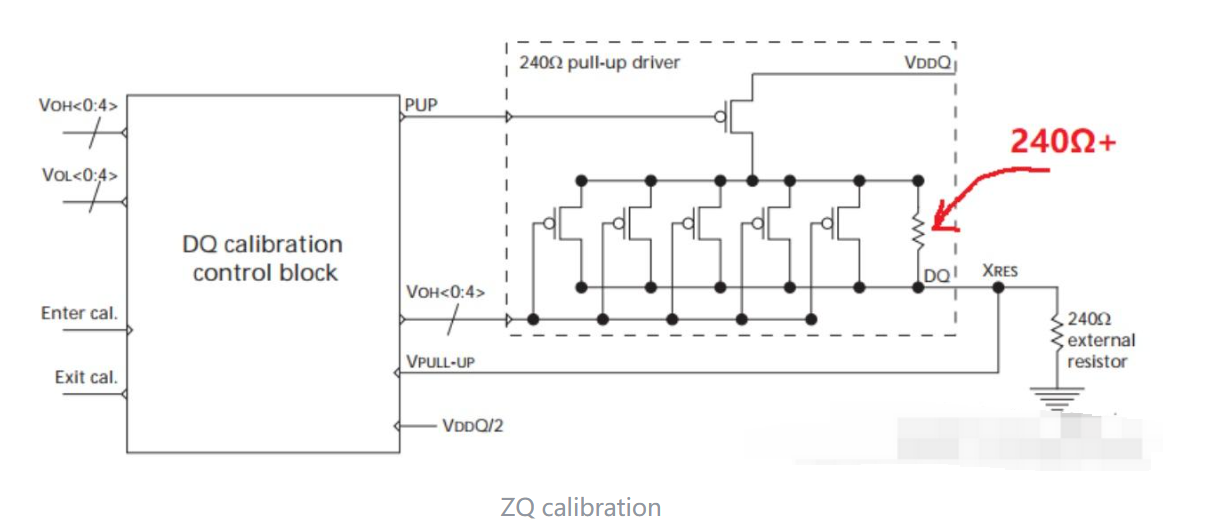 240Ω pull-up driver
VDDQ
VOH<0:4>
PUP
240Ω+
VOL<0:4>
DQ calibration
control block
DQ
XRES
VOH<0:4>
Enter cal.
240Ω
external
resistor
VPULL-UP
Exit cal.
VDDQ/2
ZQ calibration